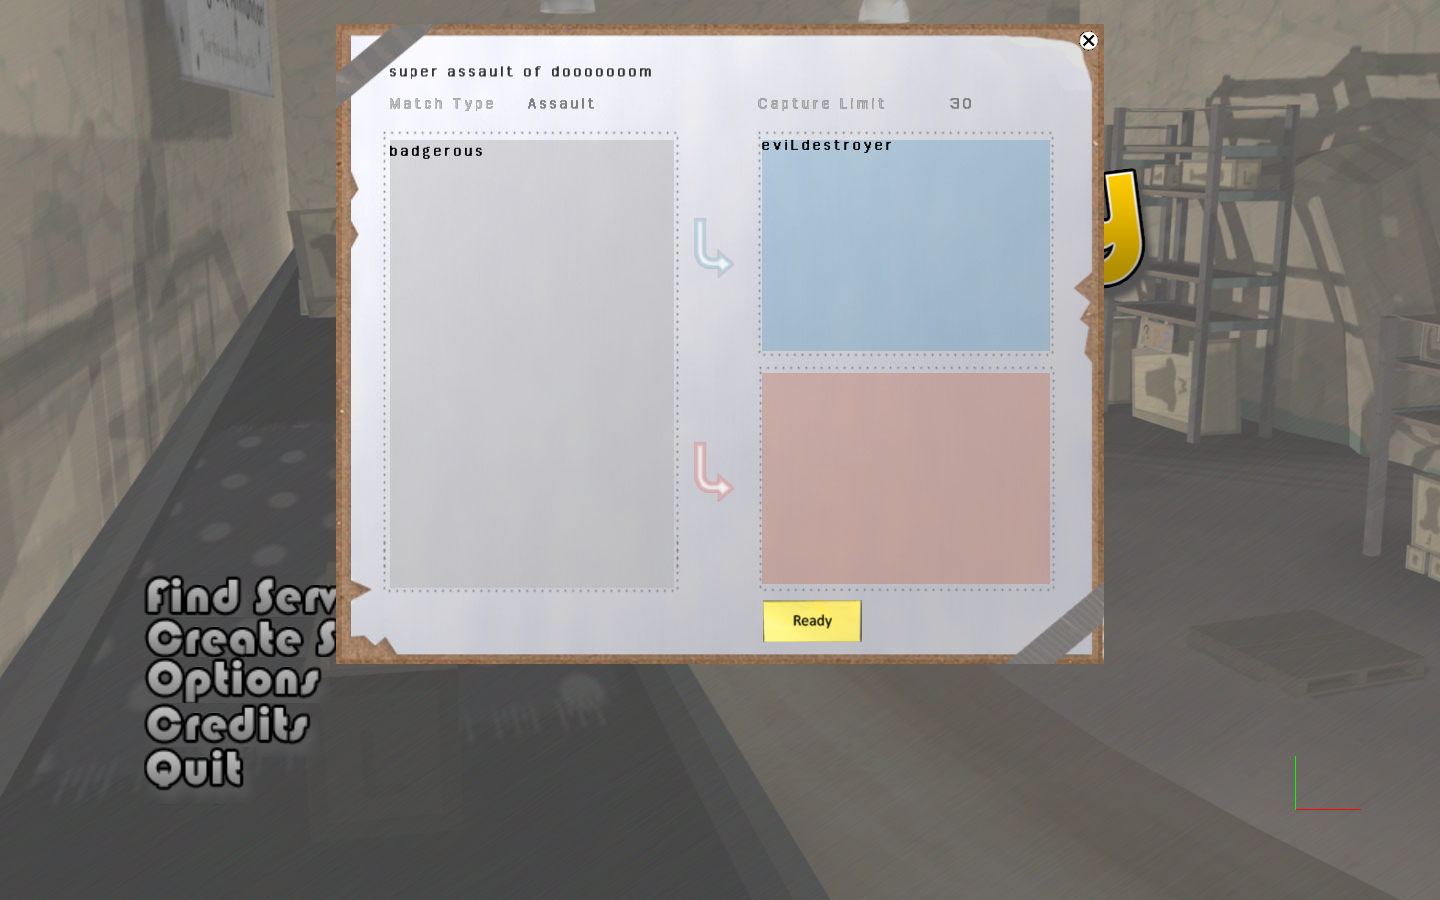 super assault of dooooooom
Match Type Assault
Capture Limit 30
badgerous
eviLdestroyer
y
Find Serv
Create S
Options
Credits
Quit
Ready